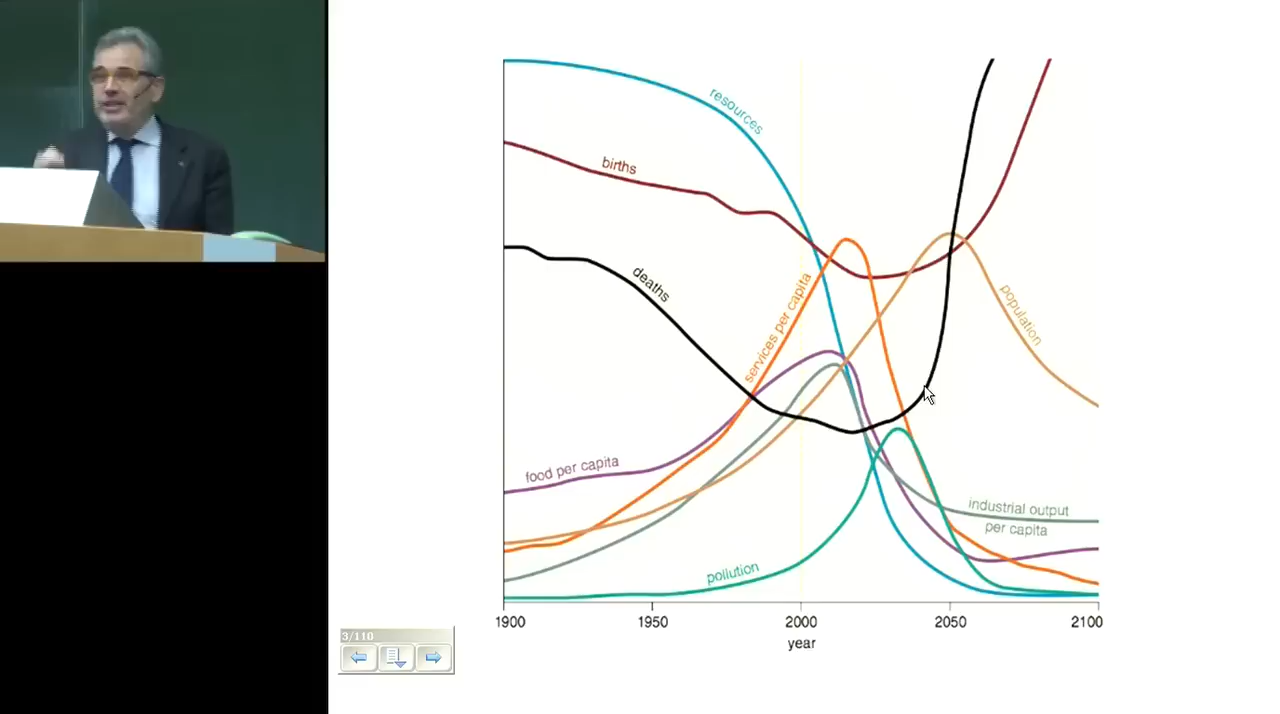 resources
births
deaths
services per capita
population
food per capita
industrial output
per capita
pollution
1900 1950 2000 2050 2100
year
3/110